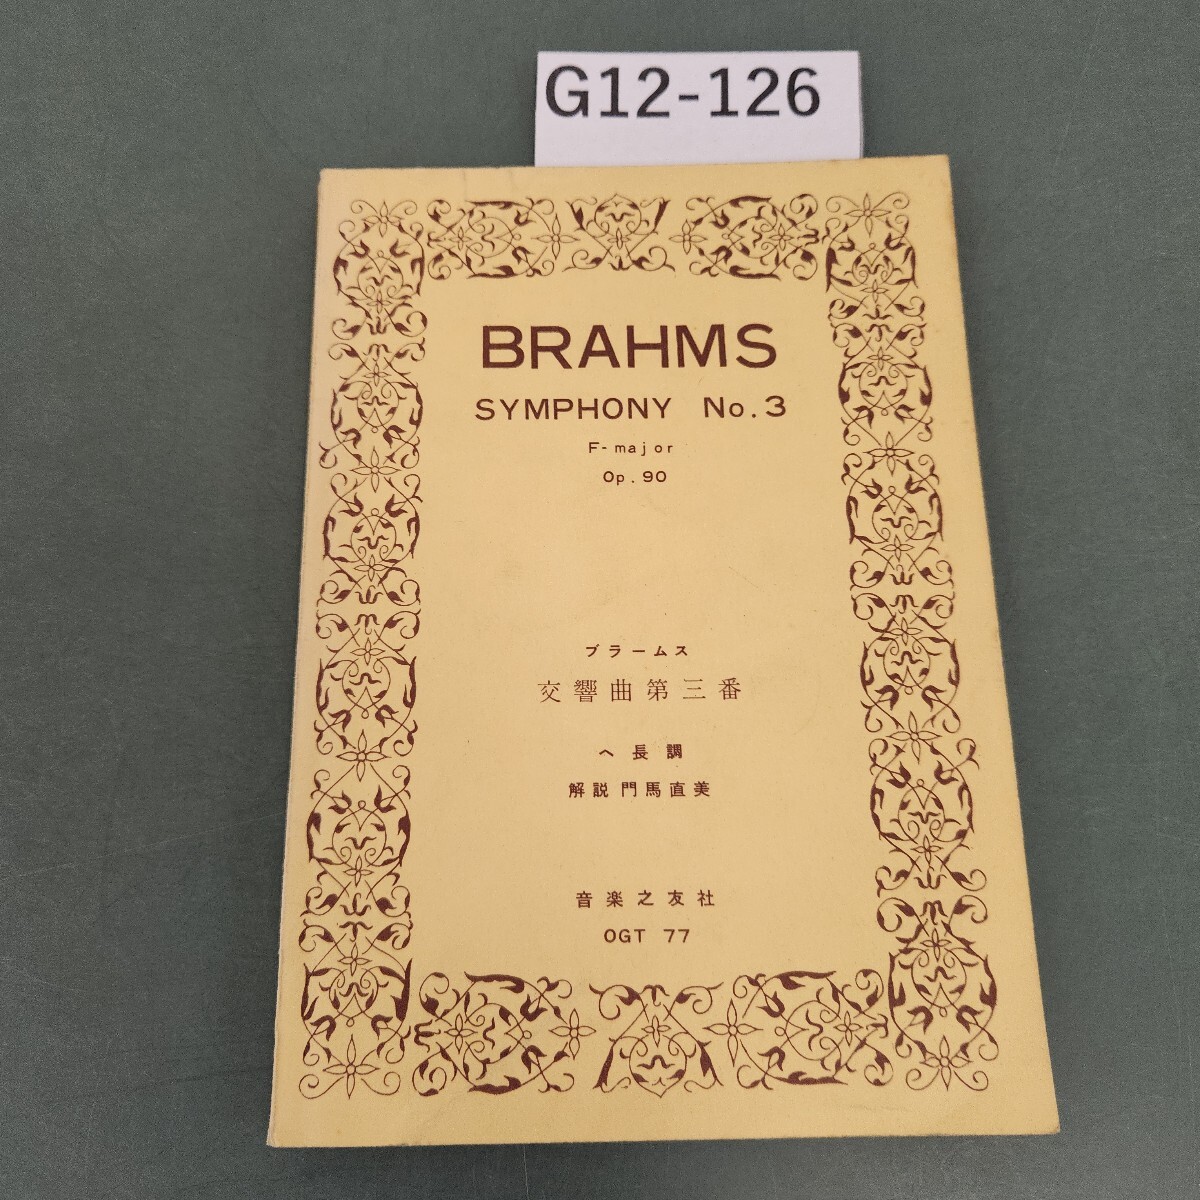 G12-126
BRAHMS
SYMPHONY No.3
F-major
Op.90
ブラームス
交響曲第三番
ヘ長調
解説 門馬直美
音楽之友社
OGT 77